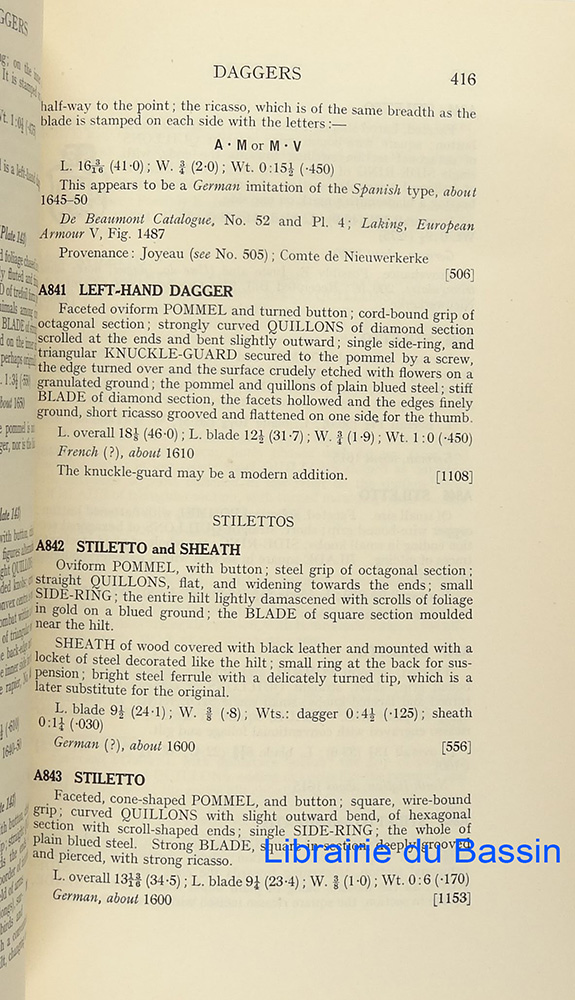 DAGGERS 416
half-way to the point; the ricasso, which is of the same breadth as the
blade is stamped on each side with the letters:—
A · M or M · V
L. 16 3/16 (41·0); W. 3/4 (2·0); Wt. 0:15½ (·450)
This appears to be a German imitation of the Spanish type, about
1645-50
De Beaumont Catalogue, No. 52 and Pl. 4; Laking, European
Armour V, Fig. 1487
Provenance: Joyeau (see No. 505); Comte de Nieuwerkerke
[506]
A841 LEFT-HAND DAGGER
Faceted oviform POMMEL and turned button; cord-bound grip of
octagonal section; strongly curved QUILLONS of diamond section
scrolled at the ends and bent slightly outward; single side-ring, and
triangular KNUCKLE-GUARD secured to the pommel by a screw,
the edge turned over and the surface crudely etched with flowers on a
granulated ground; the pommel and quillons of plain blued steel; stiff
BLADE of diamond section, the facets hollowed and the edges finely
ground, short ricasso grooved and flattened on one side for the thumb.
L. overall 18⅛ (46·0); L. blade 12½ (31·7); W. ¾ (1·9); Wt. 1:0 (·450)
French (?), about 1610
The knuckle-guard may be a modern addition. [1108]
STILETTOS
A842 STILETTO and SHEATH
Oviform POMMEL, with button; steel grip of octagonal section;
straight QUILLONS, flat, and widening towards the ends; small
SIDE-RING; the entire hilt lightly damascened with scrolls of foliage
in gold on a blued ground; the BLADE of square section moulded
near the hilt.
SHEATH of wood covered with black leather and mounted with a
locket of steel decorated like the hilt; small ring at the back for sus-
pension; bright steel ferrule with a delicately turned tip, which is a
later substitute for the original.
L. blade 9½ (24·1); W. ⅜ (·8); Wts.: dagger 0:4½ (·125); sheath
0:1¼ (·030)
German (?), about 1600 [556]
A843 STILETTO
Faceted, cone-shaped POMMEL, and button; square, wire-bound
grip; curved QUILLONS with slight outward bend, of hexagonal
section with scroll-shaped ends; single SIDE-RING; the whole of
plain blued steel. Strong BLADE, square in section, deeply grooved
and pierced, with strong ricasso.
Librairie du Bassin
L. overall 13 13/16 (34·5); L. blade 9¼ (23·4); W. ⅜ (1·0); Wt. 0:6 (·170)
German, about 1600 [1153]